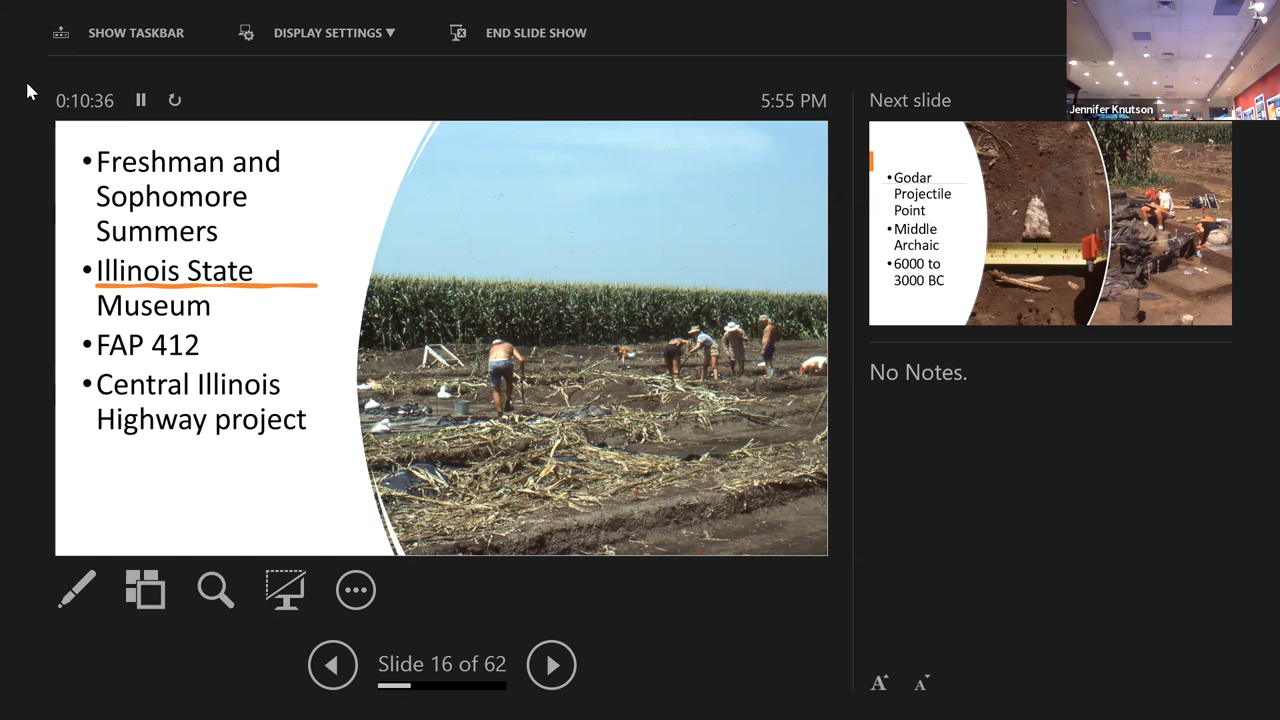 SHOW TASKBAR
DISPLAY SETTINGS ▼
END SLIDE SHOW
Jennifer Knutson
0:10:36
5:55 PM
Next slide
•Freshman and
Sophomore
Summers
•Illinois State
Museum
•FAP 412
•Central Illinois
Highway project
•Godar
Projectile
Point
•Middle
Archaic
•6000 to
3000 BC
No Notes.
Slide 16 of 62
A A